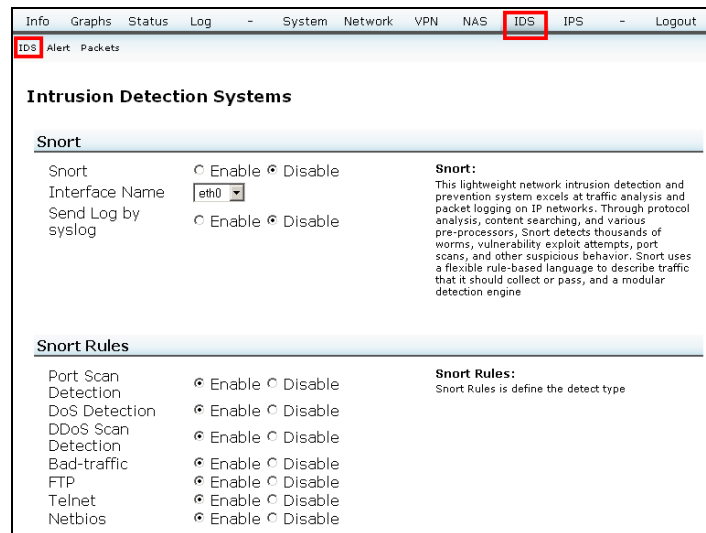 Info Graphs Status Log - System Network VPN NAS IDS IPS - Logout
IDS Alert Packets
Intrusion Detection Systems
Snort
Snort Enable Disable
Interface Name eth0
Send Log by
syslog Enable Disable
Snort:
This lightweight network intrusion detection and
prevention system excels at traffic analysis and
packet logging on IP networks. Through protocol
analysis, content searching, and various
pre-processors, Snort detects thousands of
worms, vulnerability exploit attempts, port
scans, and other suspicious behavior. Snort uses
a flexible rule-based language to describe traffic
that it should collect or pass, and a modular
detection engine
Snort Rules
Port Scan
Detection Enable Disable
DoS Detection Enable Disable
DDoS Scan
Detection Enable Disable
Bad-traffic Enable Disable
FTP Enable Disable
Telnet Enable Disable
Netbios Enable Disable
Snort Rules:
Snort Rules is define the detect type